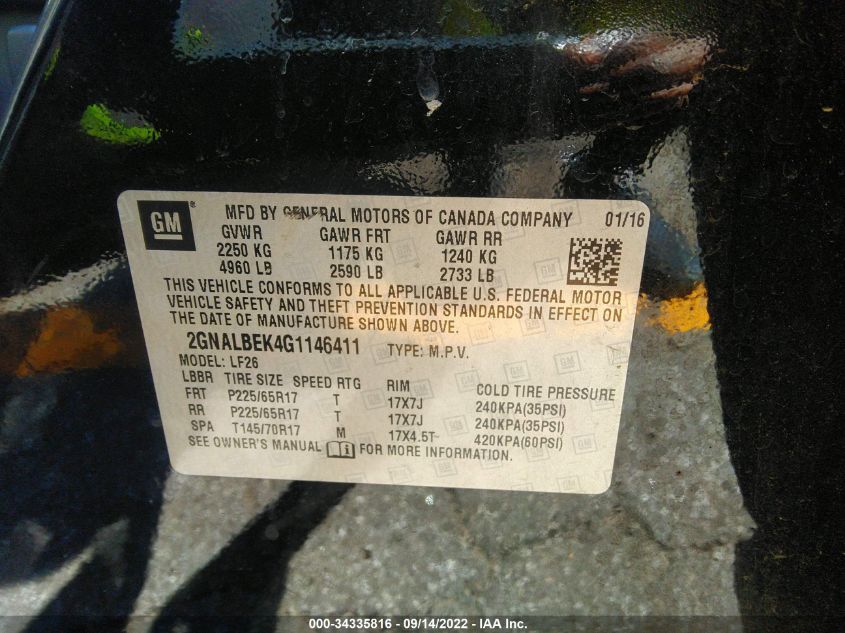 GM MFD BY GENERAL MOTORS OF CANADA COMPANY 01/16
GVWR GAWR FRT GAWR RR
2250 KG 1175 KG 1240 KG
4960 LB 2590 LB 2733 LB
THIS VEHICLE CONFORMS TO ALL APPLICABLE U.S. FEDERAL MOTOR
VEHICLE SAFETY AND THEFT PREVENTION STANDARDS IN EFFECT ON
THE DATE OF MANUFACTURE SHOWN ABOVE.
2GNALBEK4G1146411 TYPE: M.P.V.
MODEL: LF26
LBBR TIRE SIZE SPEED RTG RIM COLD TIRE PRESSURE
FRT P225/65R17 T 17X7J 240KPA(35PSI)
RR P225/65R17 T 17X7J 240KPA(35PSI)
SPA T145/70R17 M 17X4.5T 420KPA(60PSI)
SEE OWNER'S MANUAL FOR MORE INFORMATION.
000-34335816 - 09/14/2022 - IAA Inc.